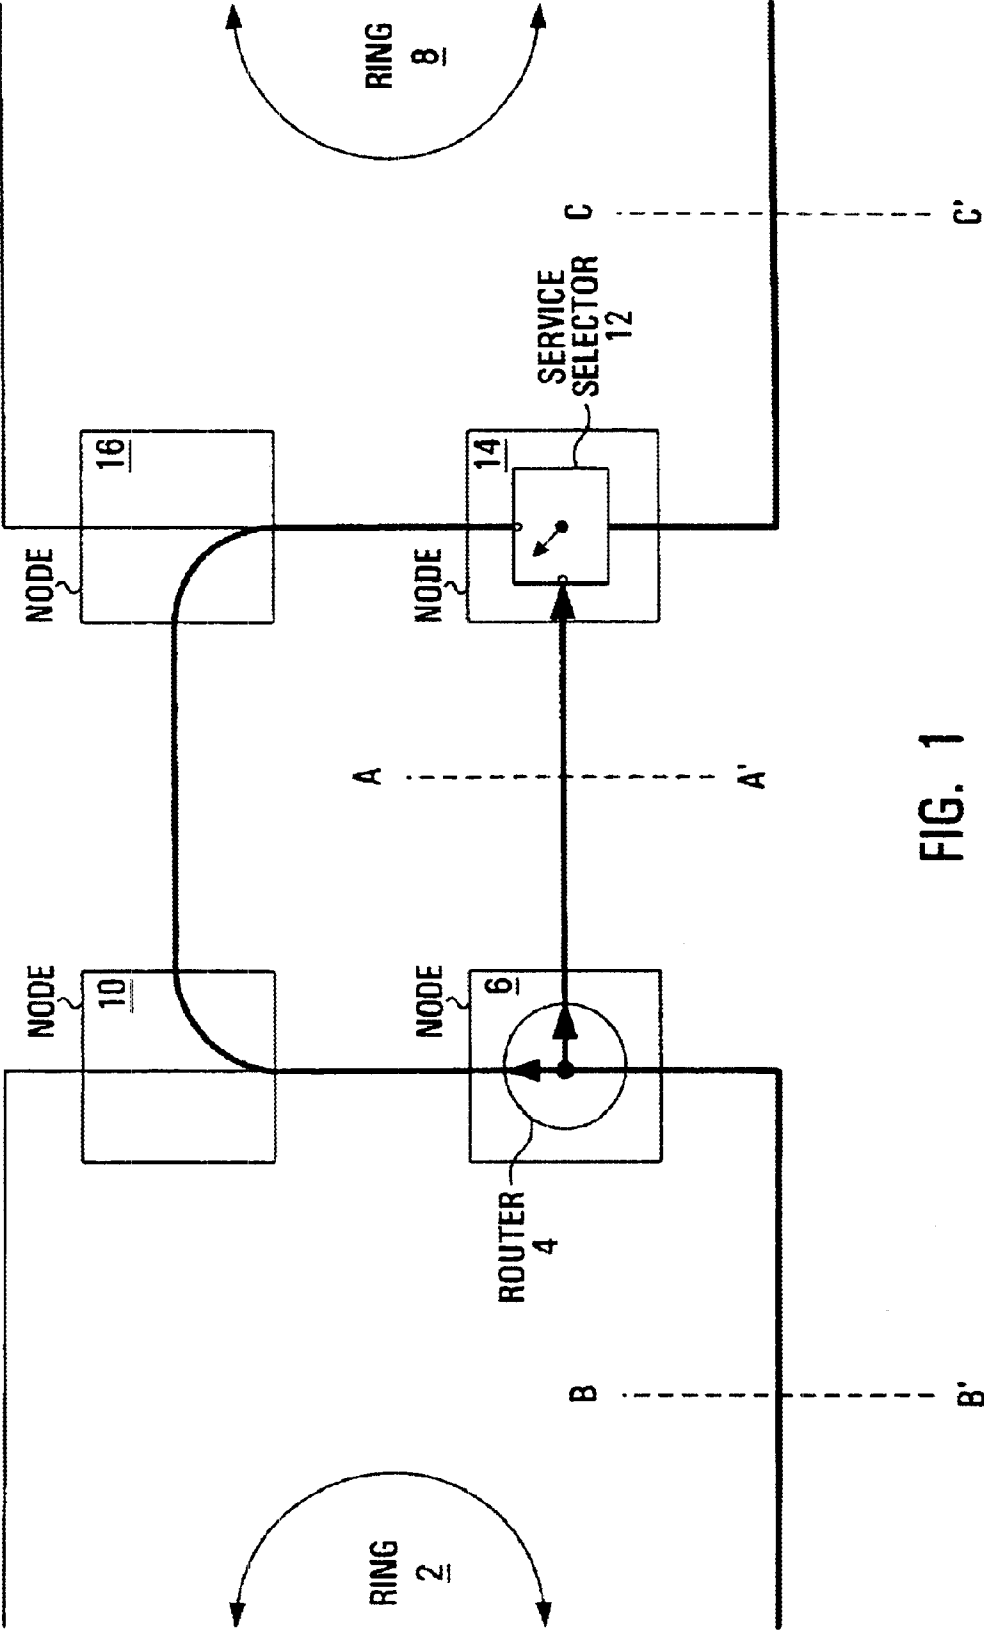 NODE
10
NODE
16
RING
2
RING
8
NODE
6
NODE
14
ROUTER
4
SERVICE
SELECTOR
12
A
A'
B
B'
C
C'
FIG. 1